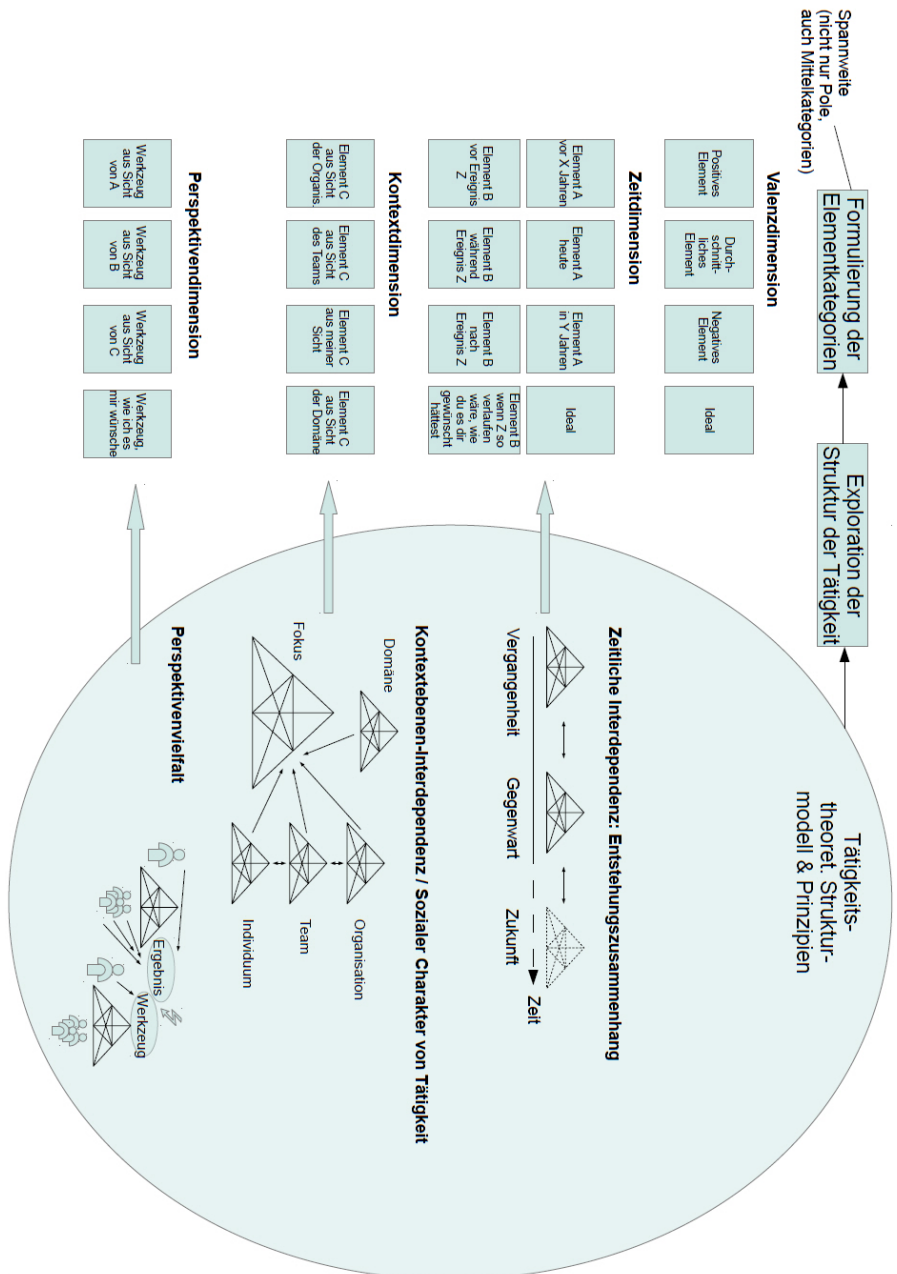 Spannweite
(nicht nur Pole,
auch Mittelkategorien)
Formulierung der
Elementkategorien
Exploration der
Struktur der Tätigkeit
Tätigkeits-
theoret. Struktur-
modell & Prinzipien
Valenzdimension
Positives
Element
Durch-
schnitt-
liches
Element
Negatives
Element
Ideal
Zeitdimension
Element A
vor X Jahren
Element A
heute
Element A
in Y Jahren
Ideal
Element B
vor Ereignis
Z
Element B
während
Ereignis Z
Element B
nach
Ereignis Z
Element B
wenn Z so
verlaufen
wäre, wie
du es dir
gewünscht
hättest
Zeitliche Interdependenz: Entstehungszusammenhang
Vergangenheit
Gegenwart
Zukunft
Zeit
Kontextdimension
Element C
aus Sicht
der Organis.
Element C
aus Sicht
des Teams
Element C
aus meiner
Sicht
Element C
aus Sicht
der Domäne
Kontextebenen-Interdependenz / Sozialer Charakter von Tätigkeit
Domäne
Fokus
Organisation
Team
Individuum
Perspektivendimension
Werkzeug
aus Sicht
von A
Werkzeug
aus Sicht
von B
Werkzeug
aus Sicht
von C
Werkzeug,
wie ich es
mir wünsche
Perspektivenvielfalt
Ergebnis
Werkzeug